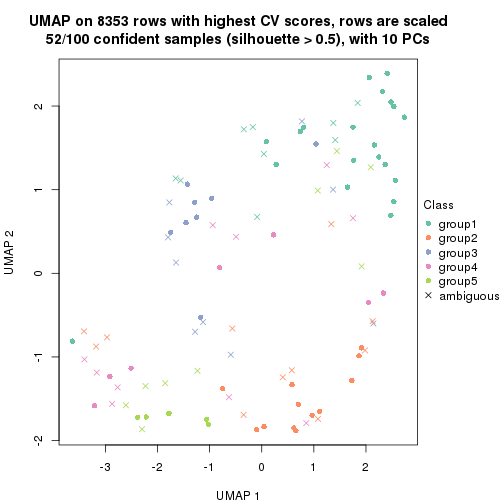 UMAP on 8353 rows with highest CV scores, rows are scaled
52/100 confident samples (silhouette > 0.5), with 10 PCs
2
1
0
-1
-2
UMAP 2
-3
-2
-1
0
1
2
UMAP 1
Class
group1
group2
group3
group4
group5
ambiguous